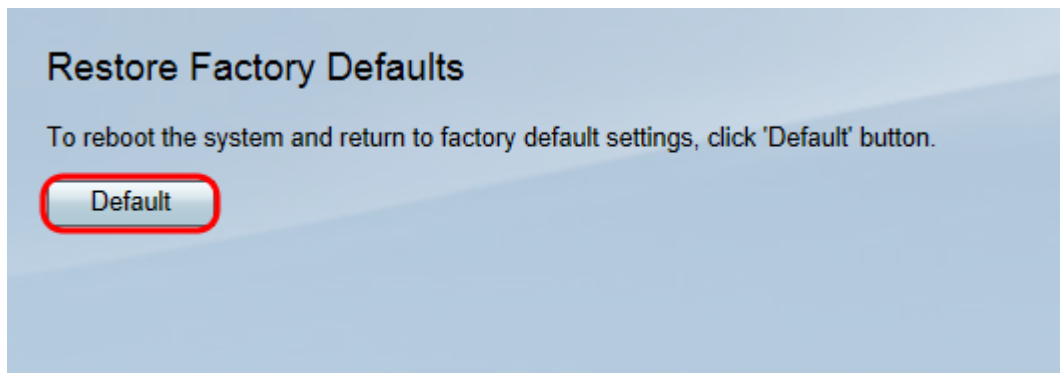 Restore Factory Defaults
To reboot the system and return to factory default settings, click 'Default' button.
Default